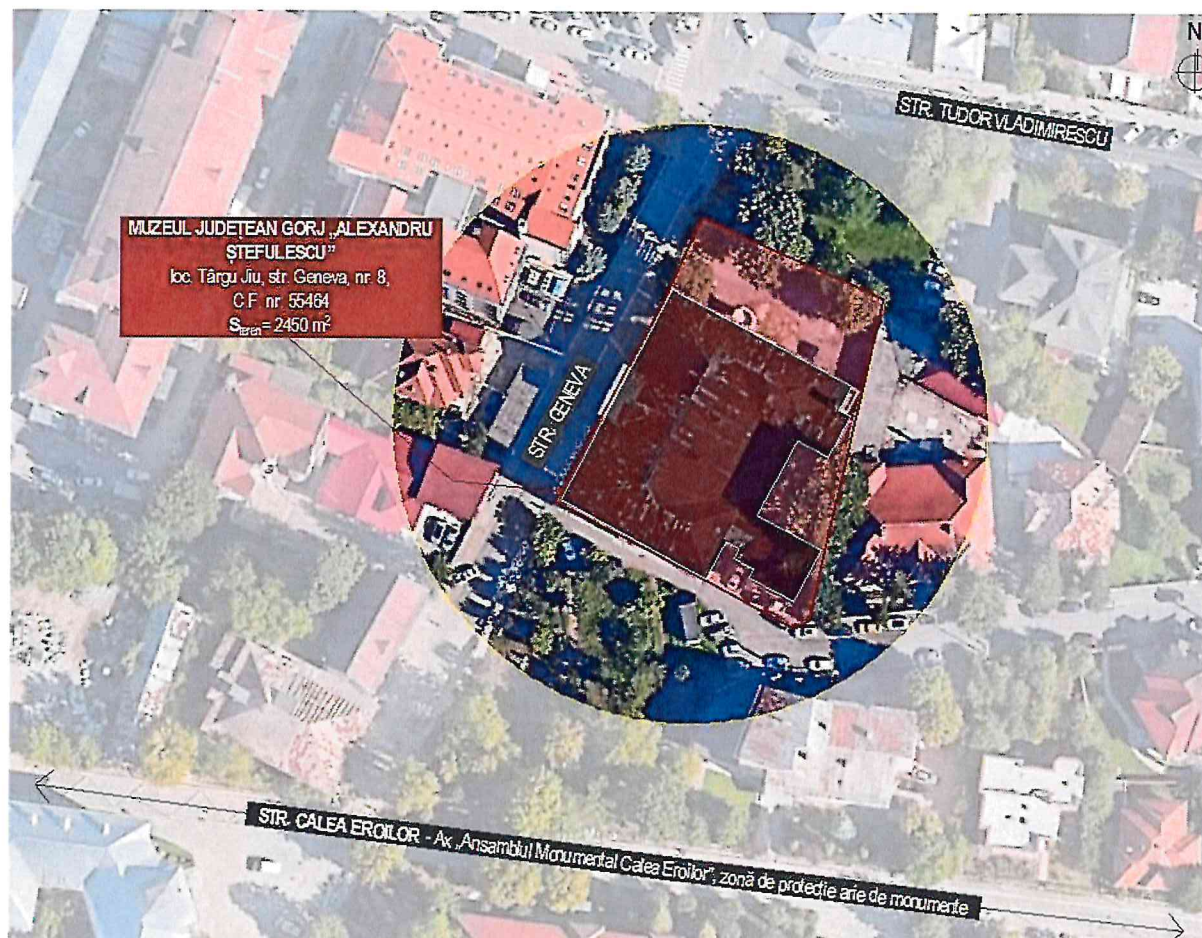 N
STR. TUDOR VLADIMIRESCU
MUZEUL JUDEȚEAN GORJ „ALEXANDRU
ȘTEFULESCU"
loc. Târgu Jiu, str. Geneva, nr. 8,
C.F. nr. 55464
Steren= 2450 m²
STR. GENEVA
STR. CALEA EROILOR - Ax „Ansamblul Monumental Calea Eroilor", zonă de protecție arie de monumente